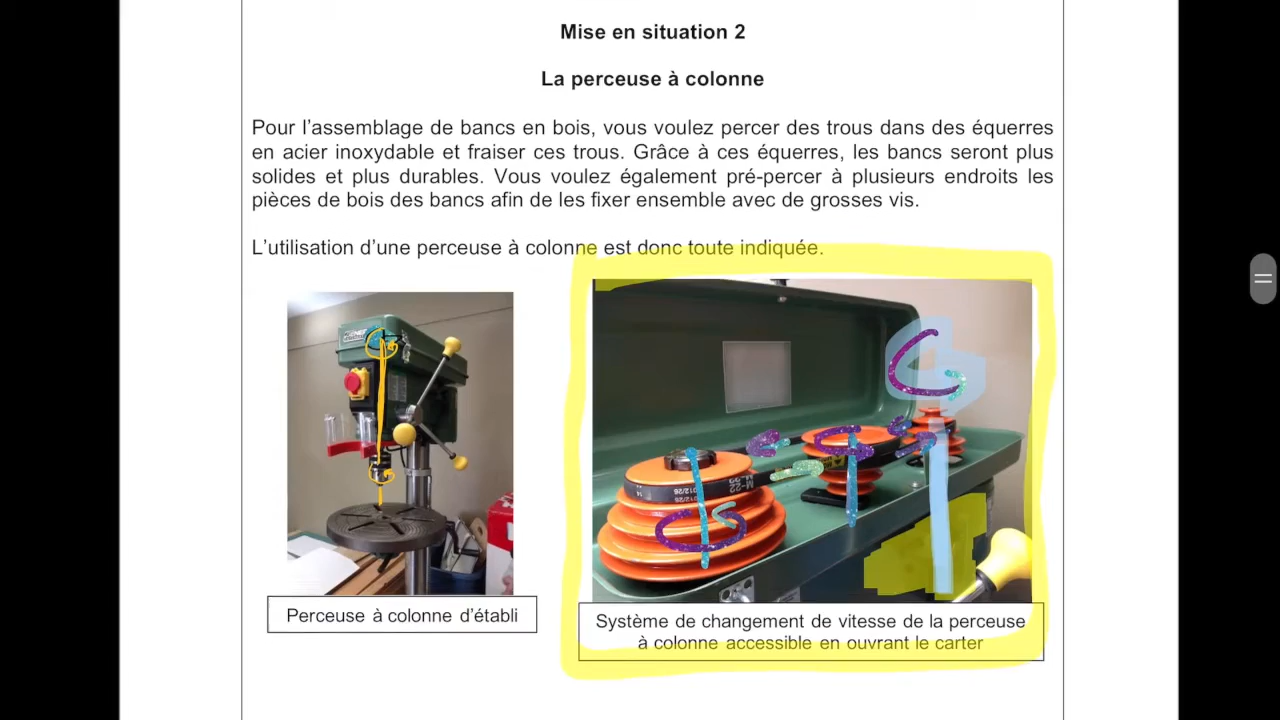 Mise en situation 2
La perceuse à colonne
Pour l'assemblage de bancs en bois, vous voulez percer des trous dans des équerres
en acier inoxydable et fraiser ces trous. Grâce à ces équerres, les bancs seront plus
solides et plus durables. Vous voulez également pré-percer à plusieurs endroits les
pièces de bois des bancs afin de les fixer ensemble avec de grosses vis.
L'utilisation d'une perceuse à colonne est donc toute indiquée.
Perceuse à colonne d'établi
Système de changement de vitesse de la perceuse
à colonne accessible en ouvrant le carter